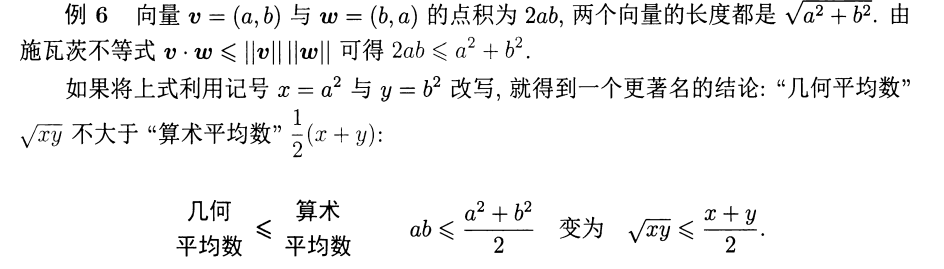 例 6 向量 v = (a, b) 与 w = (b, a) 的点积为 2ab, 两个向量的长度都是 √(a² + b²). 由
施瓦茨不等式 v · w ⩽ ||v|| ||w|| 可得 2ab ⩽ a² + b².
如果将上式利用记号 x = a² 与 y = b² 改写, 就得到一个更著名的结论: “几何平均数”
√xy 不大于 “算术平均数” 1/2(x + y):
几何平均数 ⩽ 算术平均数 ab ⩽ (a² + b²)/2 变为 √xy ⩽ (x + y)/2.